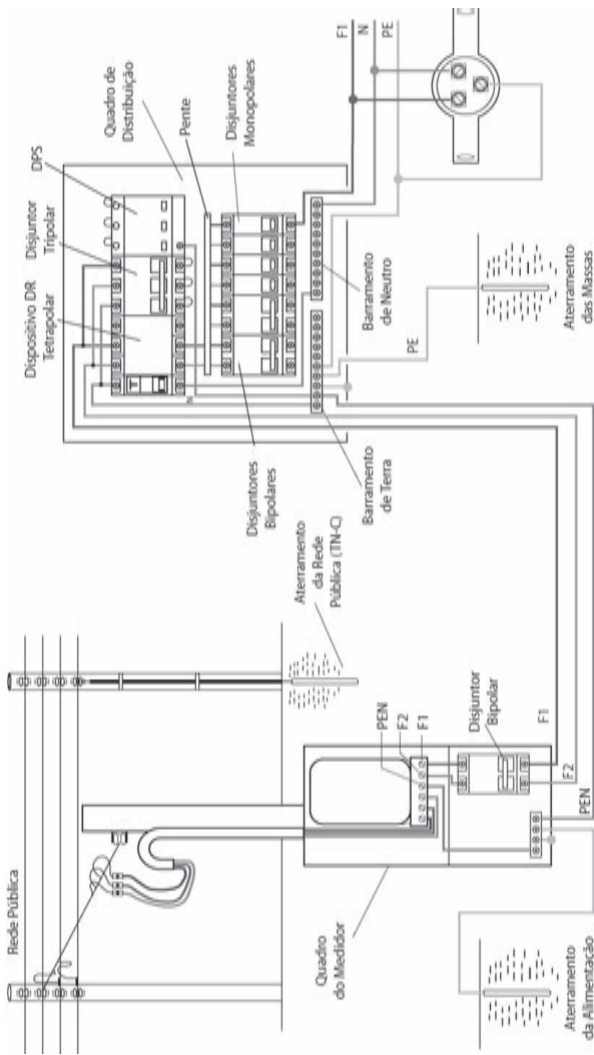 Rede Pública
Aterramento
da Rede
Pública (TN-C)
Quadro
do Medidor
PEN
F2
F1
Disjuntor
Bipolar
F1
F2
PEN
Aterramento
da Alimentação
Dispositivo DR
Tetrapolar
Disjuntor
Tripolar
DPS
Quadro de
Distribuição
Pente
Disjuntores
Monopolares
N
T
Disjuntores
Bipolares
Barramento
de Terra
Barramento
de Neutro
PE
F1
N
PE
Aterramento
das Massas